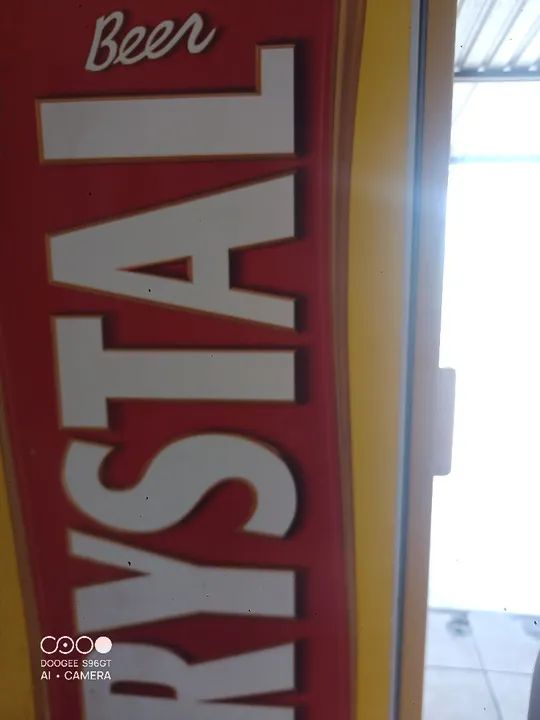 Beer
RYSTAL
DOOGEE S96GT
AI • CAMERA